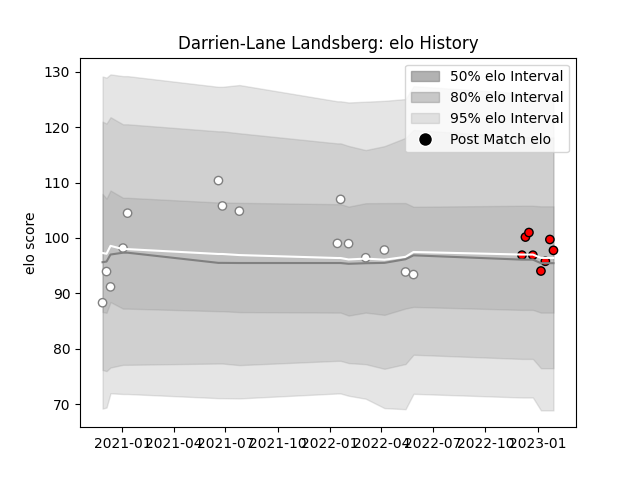 Darrien-Lane Landsberg: elo History
50% elo Interval
80% elo Interval
95% elo Interval
Post Match elo
elo score
130
120
110
100
90
80
70
2021-01 2021-04 2021-07 2021-10 2022-01 2022-04 2022-07 2022-10 2023-01